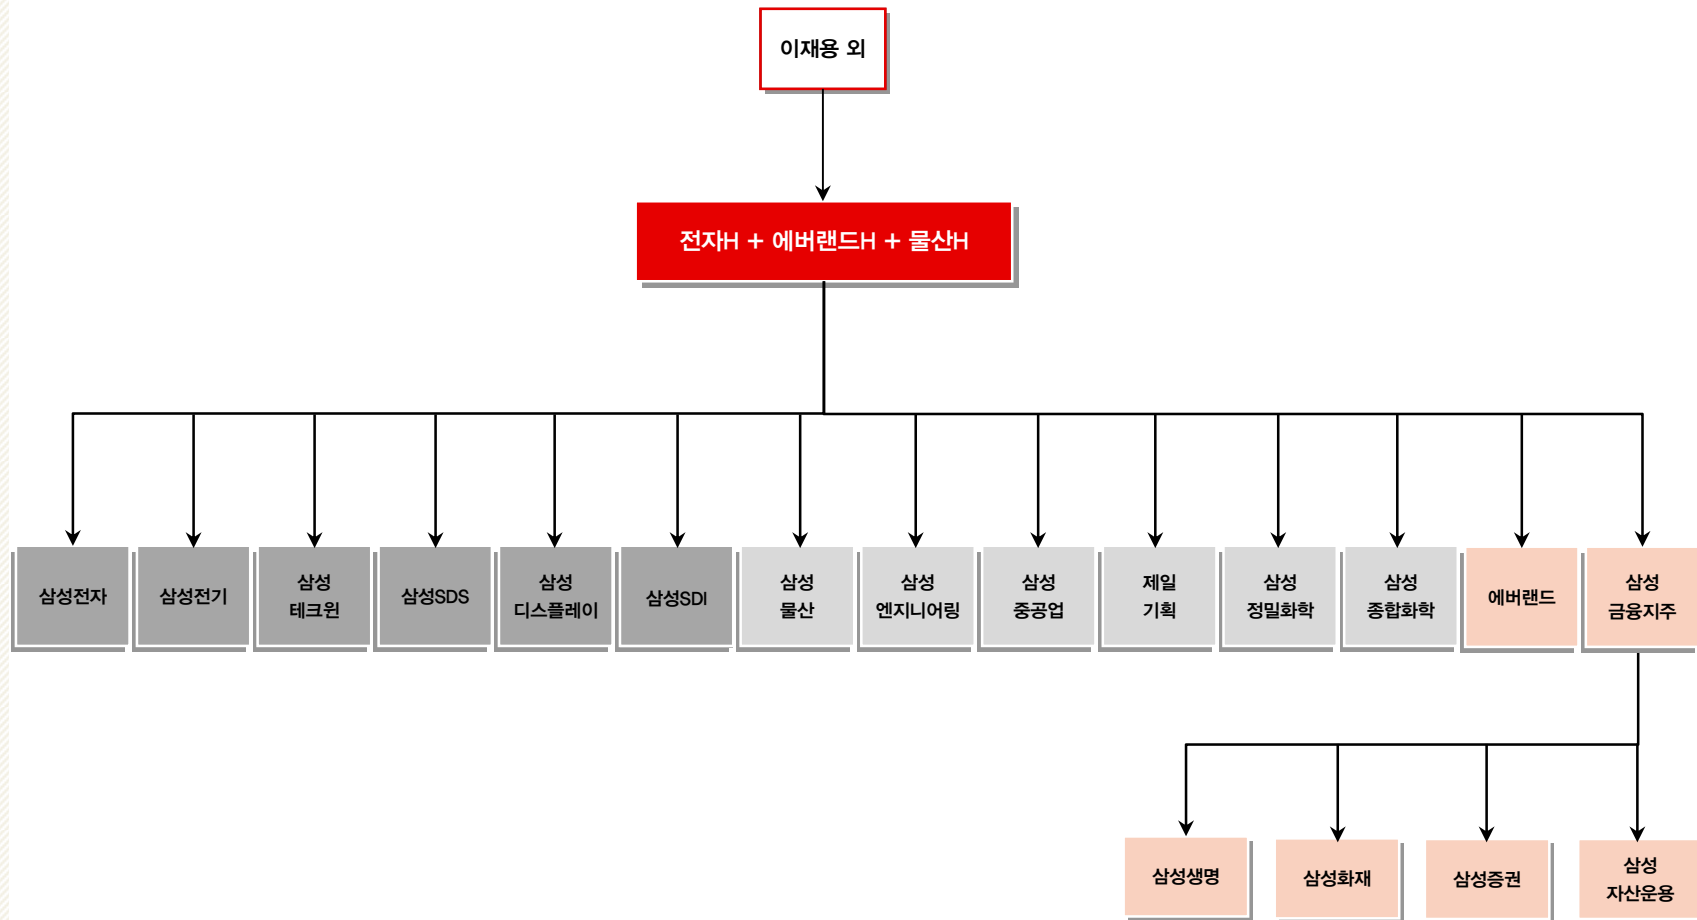 이재용 외
전자H + 에버랜드H + 물산H
삼성전자
삼성전기
삼성
테크윈
삼성SDS
삼성
디스플레이
삼성SDI
삼성
물산
삼성
엔지니어링
삼성
중공업
제일
기획
삼성
정밀화학
삼성
종합화학
에버랜드
삼성
금융지주
삼성생명
삼성화재
삼성증권
삼성
자산운용